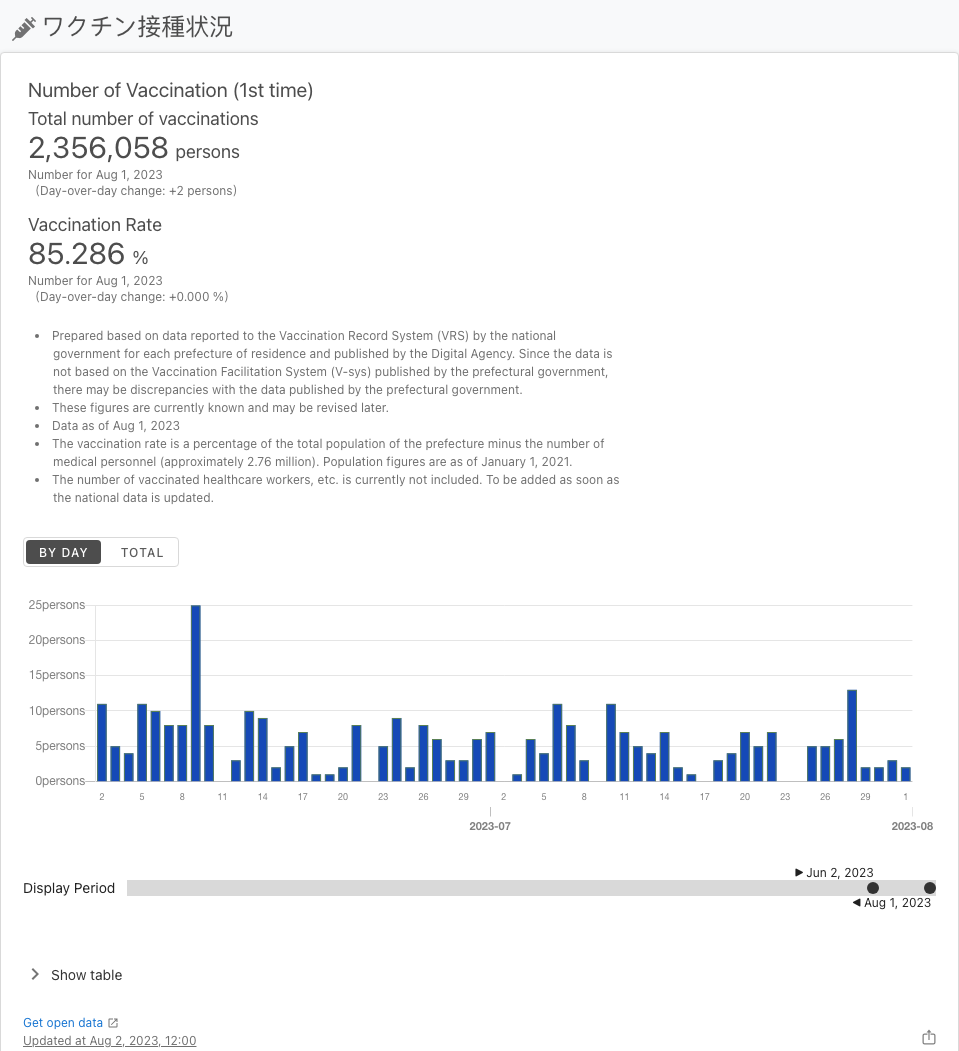 ワクチン接種状況
Number of Vaccination (1st time)
Total number of vaccinations
2,356,058 persons
Number for Aug 1, 2023
(Day-over-day change: +2 persons)
Vaccination Rate
85.286 %
Number for Aug 1, 2023
(Day-over-day change: +0.000 %)
• Prepared based on data reported to the Vaccination Record System (VRS) by the national
government for each prefecture of residence and published by the Digital Agency. Since the data is
not based on the Vaccination Facilitation System (V-sys) published by the prefectural government,
there may be discrepancies with the data published by the prefectural government.
• These figures are currently known and may be revised later.
• Data as of Aug 1, 2023
• The vaccination rate is a percentage of the total population of the prefecture minus the number of
medical personnel (approximately 2.76 million). Population figures are as of January 1, 2021.
• The number of vaccinated healthcare workers, etc. is currently not included. To be added as soon as
the national data is updated.
BY DAY TOTAL
25persons
20persons
15persons
10persons
5persons
0persons
2 5 8 11 14 17 20 23 26 29 2 5 8 11 14 17 20 23 26 29 1
2023-07 2023-08
Jun 2, 2023
Display Period
Aug 1, 2023
Show table
Get open data
Updated at Aug 2, 2023, 12:00